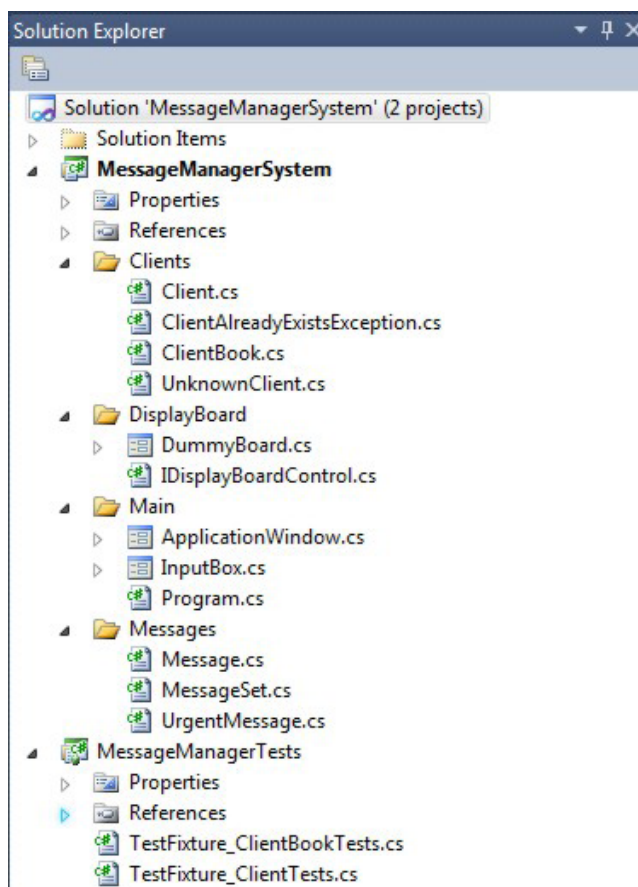 Solution Explorer
Solution 'MessageManagerSystem' (2 projects)
Solution Items
MessageManagerSystem
Properties
References
Clients
Client.cs
ClientAlreadyExistsException.cs
ClientBook.cs
UnknownClient.cs
DisplayBoard
DummyBoard.cs
IDisplayBoardControl.cs
Main
ApplicationWindow.cs
InputBox.cs
Program.cs
Messages
Message.cs
MessageSet.cs
UrgentMessage.cs
MessageManagerTests
Properties
References
TestFixture_ClientBookTests.cs
TestFixture_ClientTests.cs